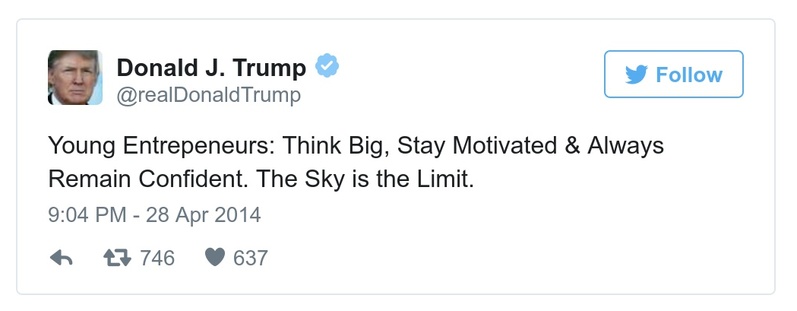 Donald J. Trump
@realDonaldTrump
Follow
Young Entrepeneurs: Think Big, Stay Motivated & Always
Remain Confident. The Sky is the Limit.
9:04 PM - 28 Apr 2014
746 637